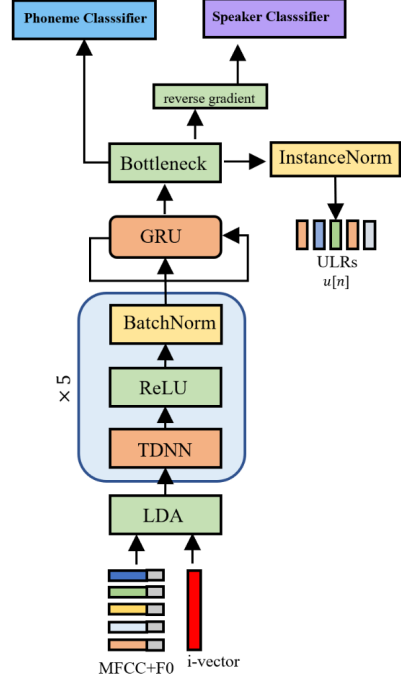 Phoneme Classsifier
Speaker Classsifier
reverse gradient
Bottleneck
InstanceNorm
GRU
ULRs
u[n]
BatchNorm
× 5
ReLU
TDNN
LDA
MFCC+F0
i-vector